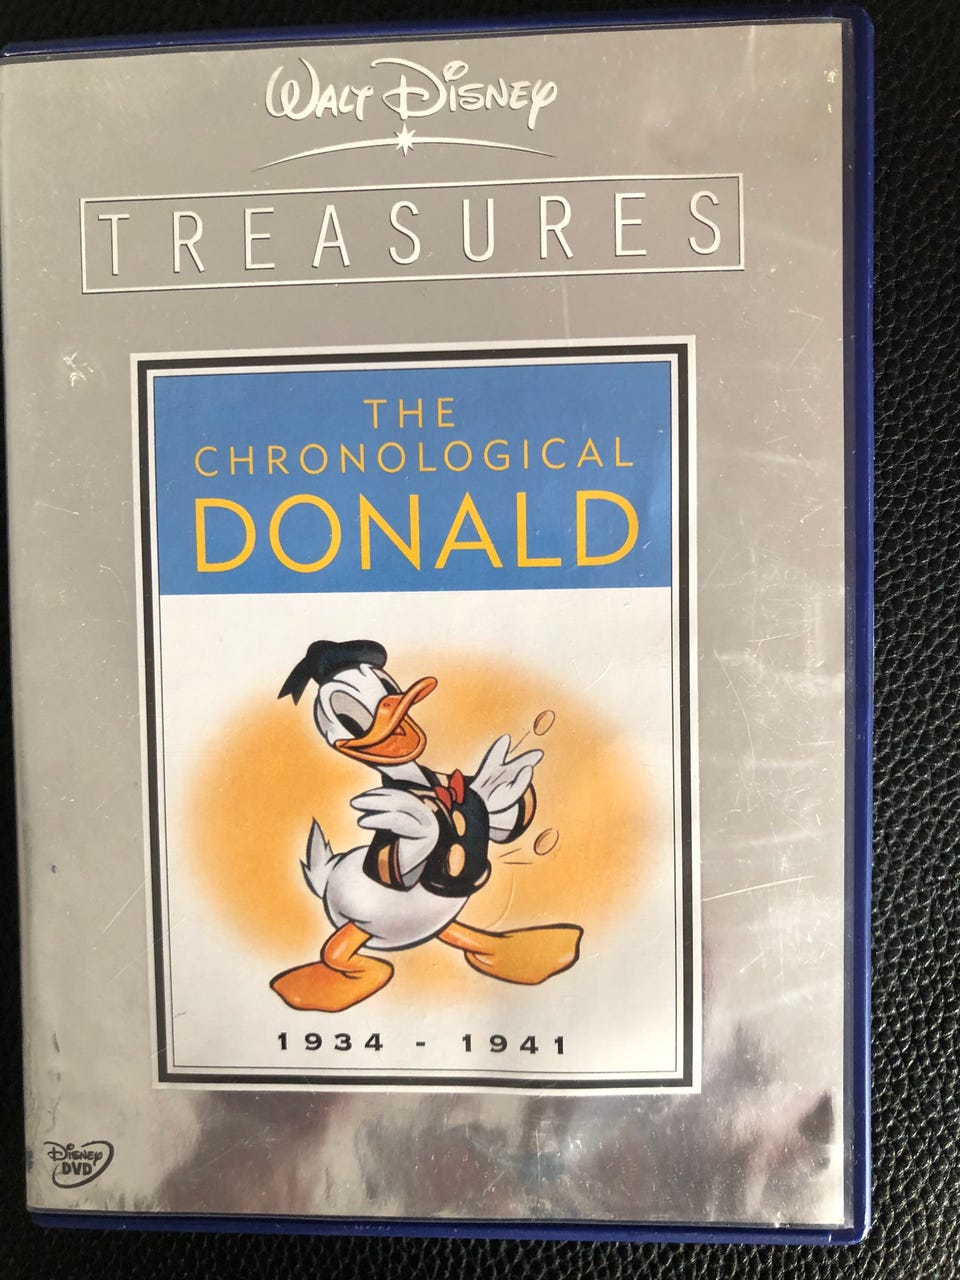 WALT DISNEY
TREASURES
THE
CHRONOLOGICAL
DONALD
1934 - 1941
DISNEY
DVD